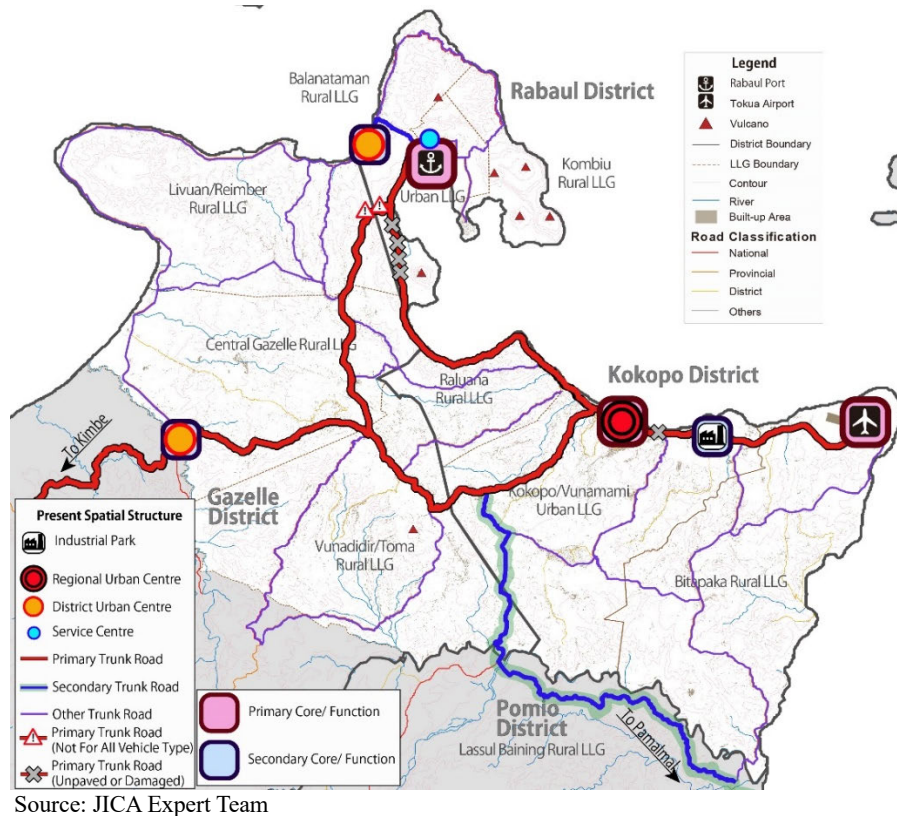 Balanataman
Rural LLG
Rabaul District
Livuan/Reimber
Rural LLG
Urban LLG
Kombiu
Rural LLG
Central Gazelle Rural LLG
Raluana
Rural LLG
Kokopo District
To Kimbe
Gazelle
District
Kokopo/Vunamami
Urban LLG
Vunadidir/Toma
Rural LLG
Bitapaka Rural LLG
Pomio
District
Lassul Baining Rural LLG
To Pamalmal
Legend
Rabaul Port
Tokua Airport
Vulcano
District Boundary
LLG Boundary
Contour
River
Built-up Area
Road Classification
National
Provincial
District
Others
Present Spatial Structure
Industrial Park
Regional Urban Centre
District Urban Centre
Service Centre
Primary Trunk Road
Secondary Trunk Road
Other Trunk Road
Primary Trunk Road
(Not For All Vehicle Type)
Primary Trunk Road
(Unpaved or Damaged)
Primary Core/ Function
Secondary Core/ Function
Source: JICA Expert Team